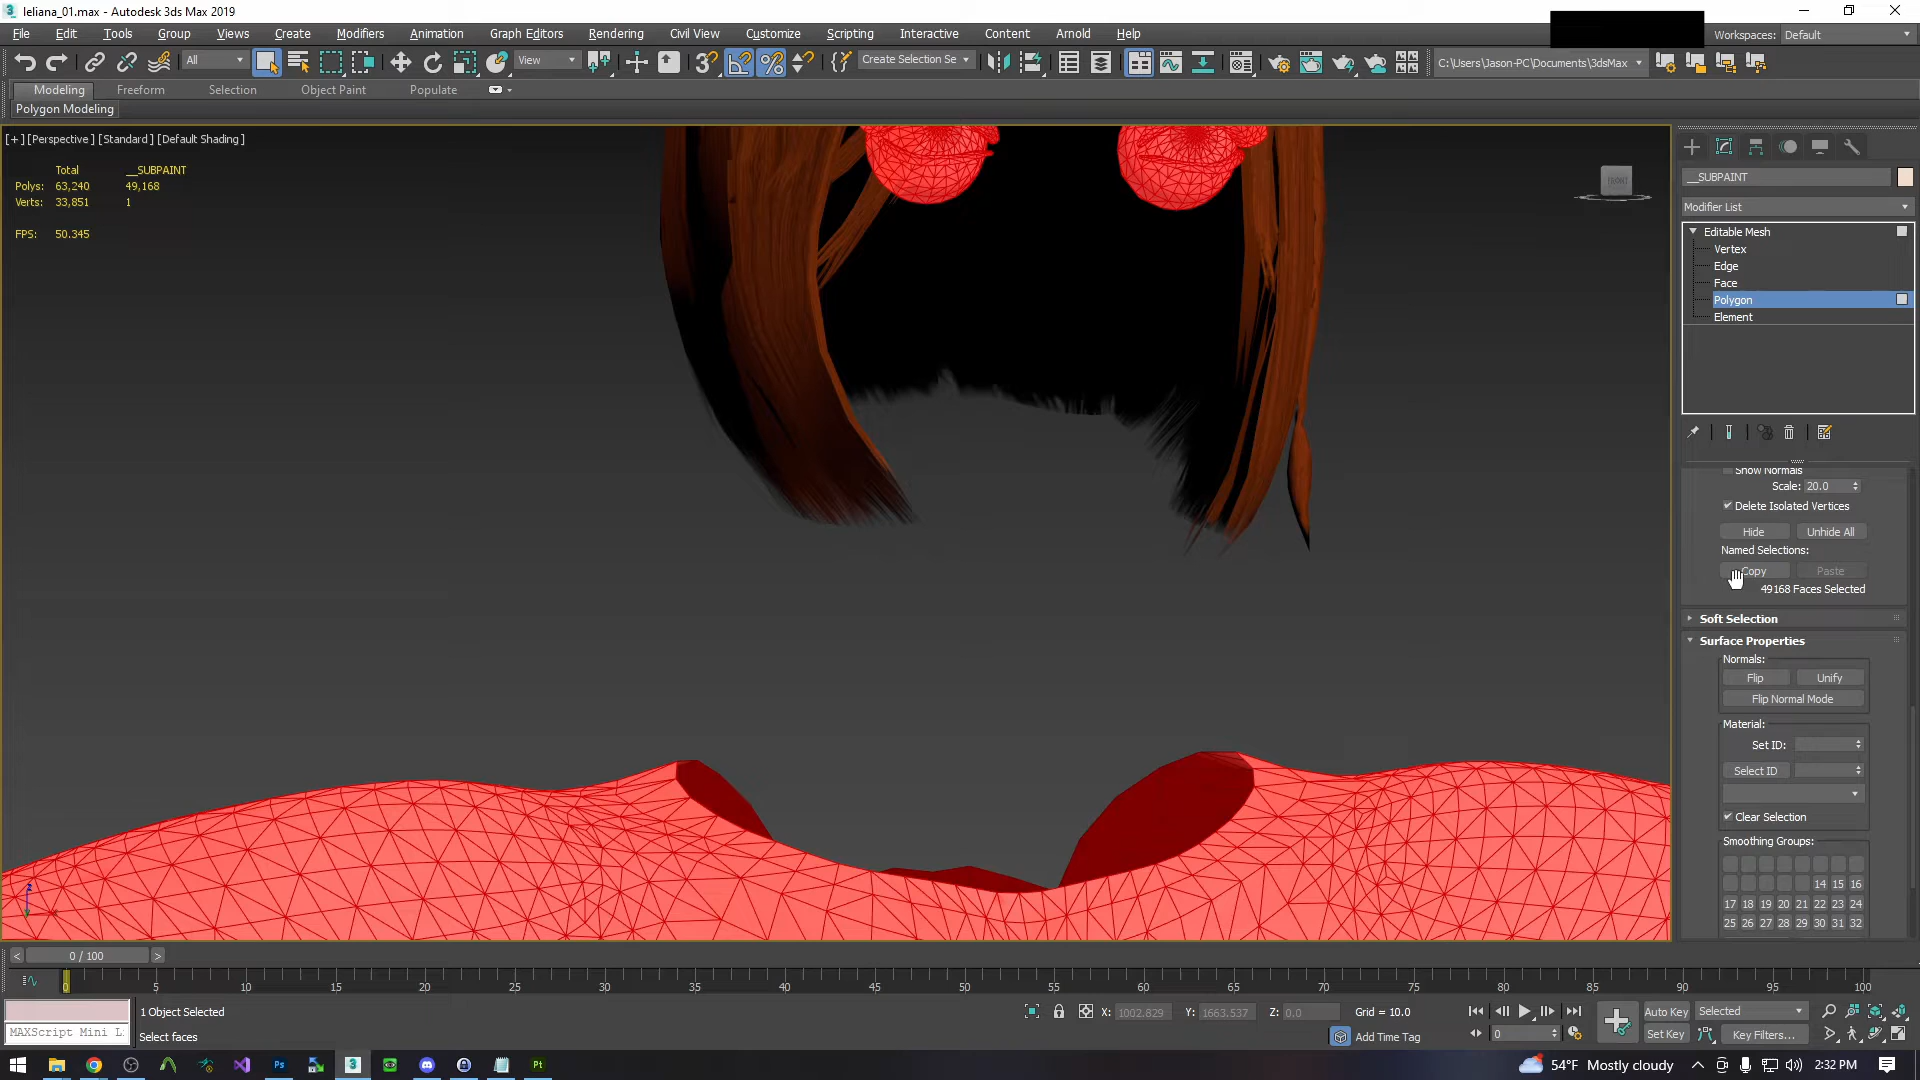 leliana_01.max - Autodesk 3ds Max 2019
File Edit Tools Group Views Create Modifiers Animation Graph Editors Rendering Civil View Customize Scripting Interactive Content Arnold Help
Workspaces: Default
All View Create Selection Se C:\Users\Jason-PC\Documents\3dsMax
Modeling Freeform Selection Object Paint Populate
Polygon Modeling
[+] [Perspective] [Standard] [Default Shading]
Total __SUBPAINT
Polys: 63,240 49,168
Verts: 33,851 1
FPS: 50.345
FRONT
__SUBPAINT
Modifier List
Editable Mesh
Vertex
Edge
Face
Polygon
Element
Show Normals
Scale: 20.0
Delete Isolated Vertices
Hide Unhide All
Named Selections:
Copy Paste
49168 Faces Selected
Soft Selection
Surface Properties
Normals:
Flip Unify
Flip Normal Mode
Material:
Set ID:
Select ID
Clear Selection
Smoothing Groups:
14 15 16
17 18 19 20 21 22 23 24
25 26 27 28 29 30 31 32
< 0 / 100 >
0 5 10 15 20 25 30 35 40 45 50 55 60 65 70 75 80 85 90 95 100
1 Object Selected
X: 1002.829 Y: 1663.537 Z: 0.0 Grid = 10.0
Auto Key Selected
MAXScript Mini Li
Select faces
Add Time Tag
0
Set Key Key Filters...
54°F Mostly cloudy
2:32 PM